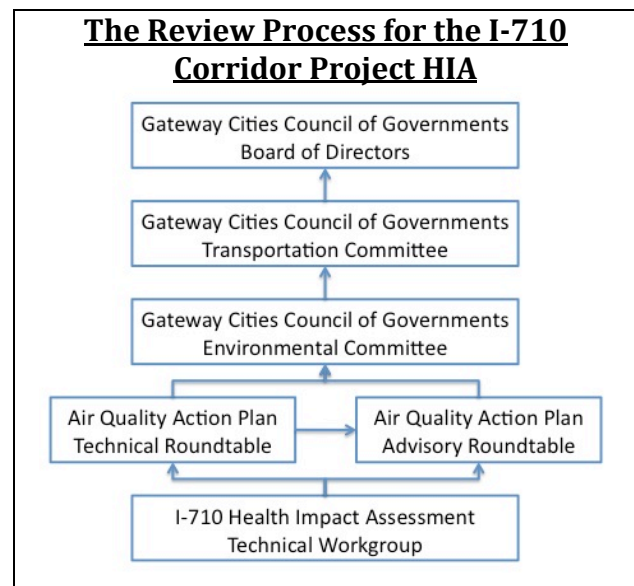 The Review Process for the I-710
Corridor Project HIA
Gateway Cities Council of Governments
Board of Directors
Gateway Cities Council of Governments
Transportation Committee
Gateway Cities Council of Governments
Environmental Committee
Air Quality Action Plan
Technical Roundtable
Air Quality Action Plan
Advisory Roundtable
I-710 Health Impact Assessment
Technical Workgroup